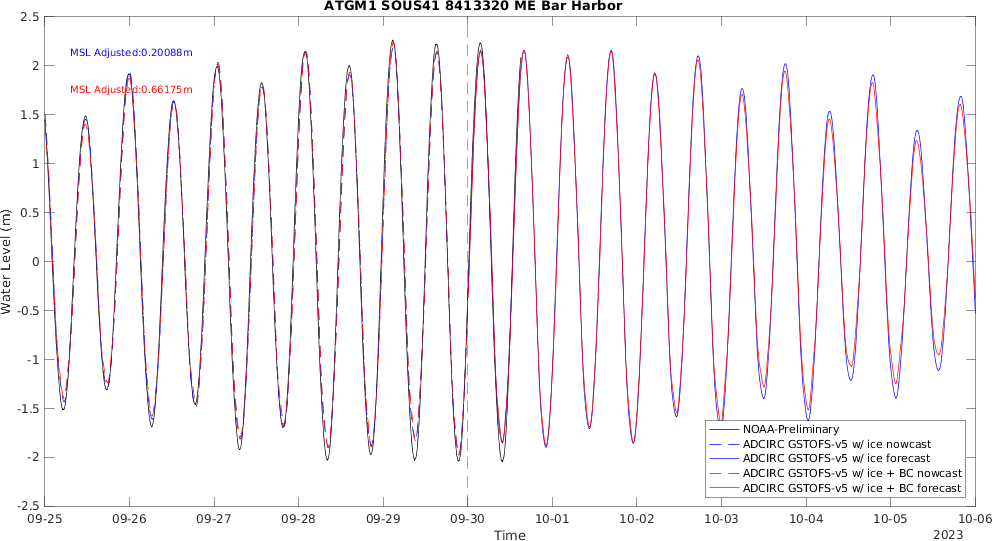 ATGM1 SOUS41 8413320 ME Bar Harbor
2.5
2
1.5
1
0.5
0
-0.5
-1
-1.5
-2
-2.5
Water Level (m)
MSL Adjusted:0.20088m
MSL Adjusted:0.66175m
NOAA-Preliminary
ADCIRC GSTOFS-v5 w/ ice nowcast
ADCIRC GSTOFS-v5 w/ ice forecast
ADCIRC GSTOFS-v5 w/ ice + BC nowcast
ADCIRC GSTOFS-v5 w/ ice + BC forecast
09-25 09-26 09-27 09-28 09-29 09-30 10-01 10-02 10-03 10-04 10-05 10-06
Time
2023